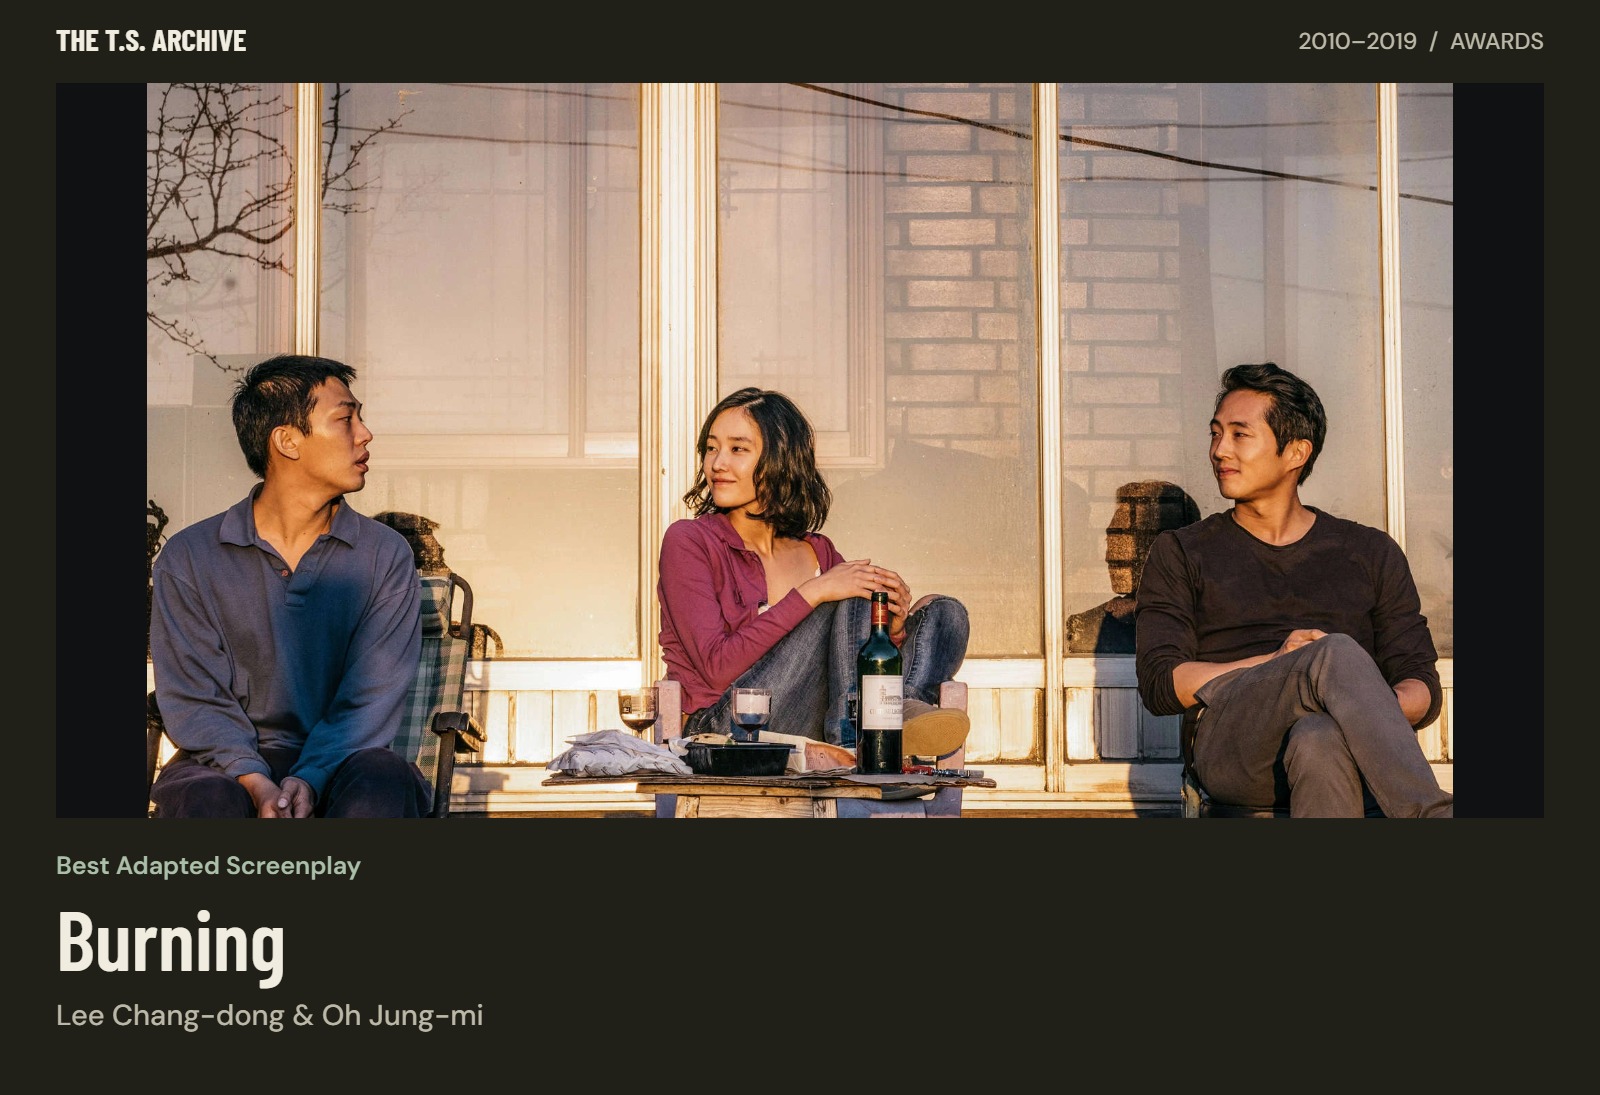 THE T.S. ARCHIVE
2010–2019 / AWARDS
Best Adapted Screenplay
Burning
Lee Chang-dong & Oh Jung-mi